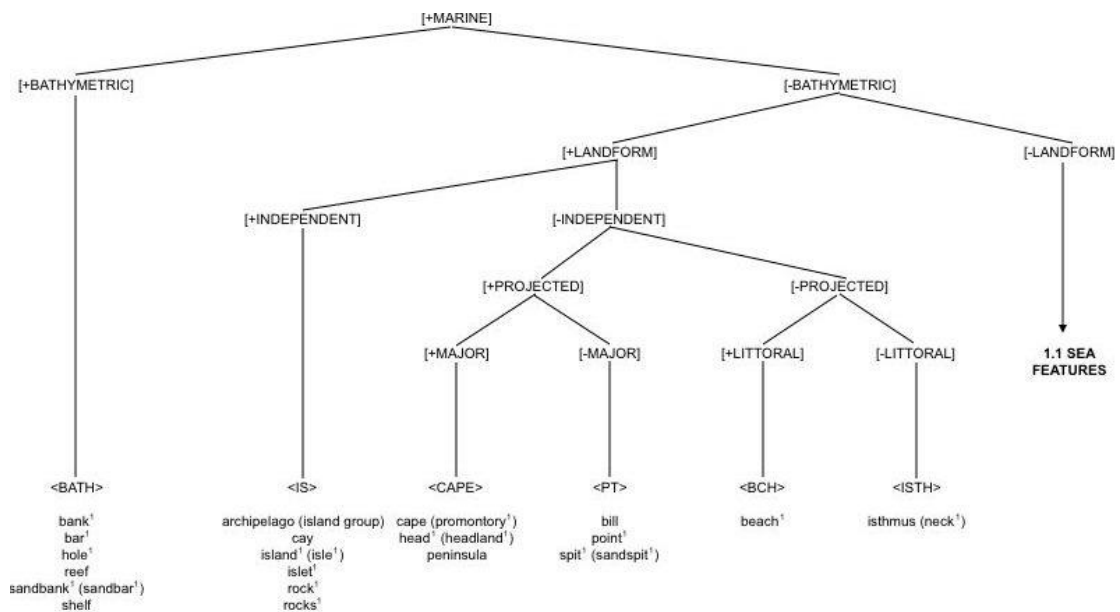 [+MARINE]
[+BATHYMETRIC] [-BATHYMETRIC]
[+LANDFORM] [-LANDFORM]
[+INDEPENDENT] [-INDEPENDENT]
[+PROJECTED] [-PROJECTED]
[+MAJOR] [-MAJOR] [+LITTORAL] [-LITTORAL] 1.1 SEA
FEATURES
<BATH> <IS> <CAPE> <PT> <BCH> <ISTH>
bank¹ archipelago (island group) cape (promontory¹) bill beach¹ isthmus (neck¹)
bar¹ cay head¹ (headland¹) point¹
hole¹ island¹ (isle¹) peninsula spit¹ (sandspit¹)
reef islet¹
sandbank¹ (sandbar¹) rock¹
shelf rocks¹